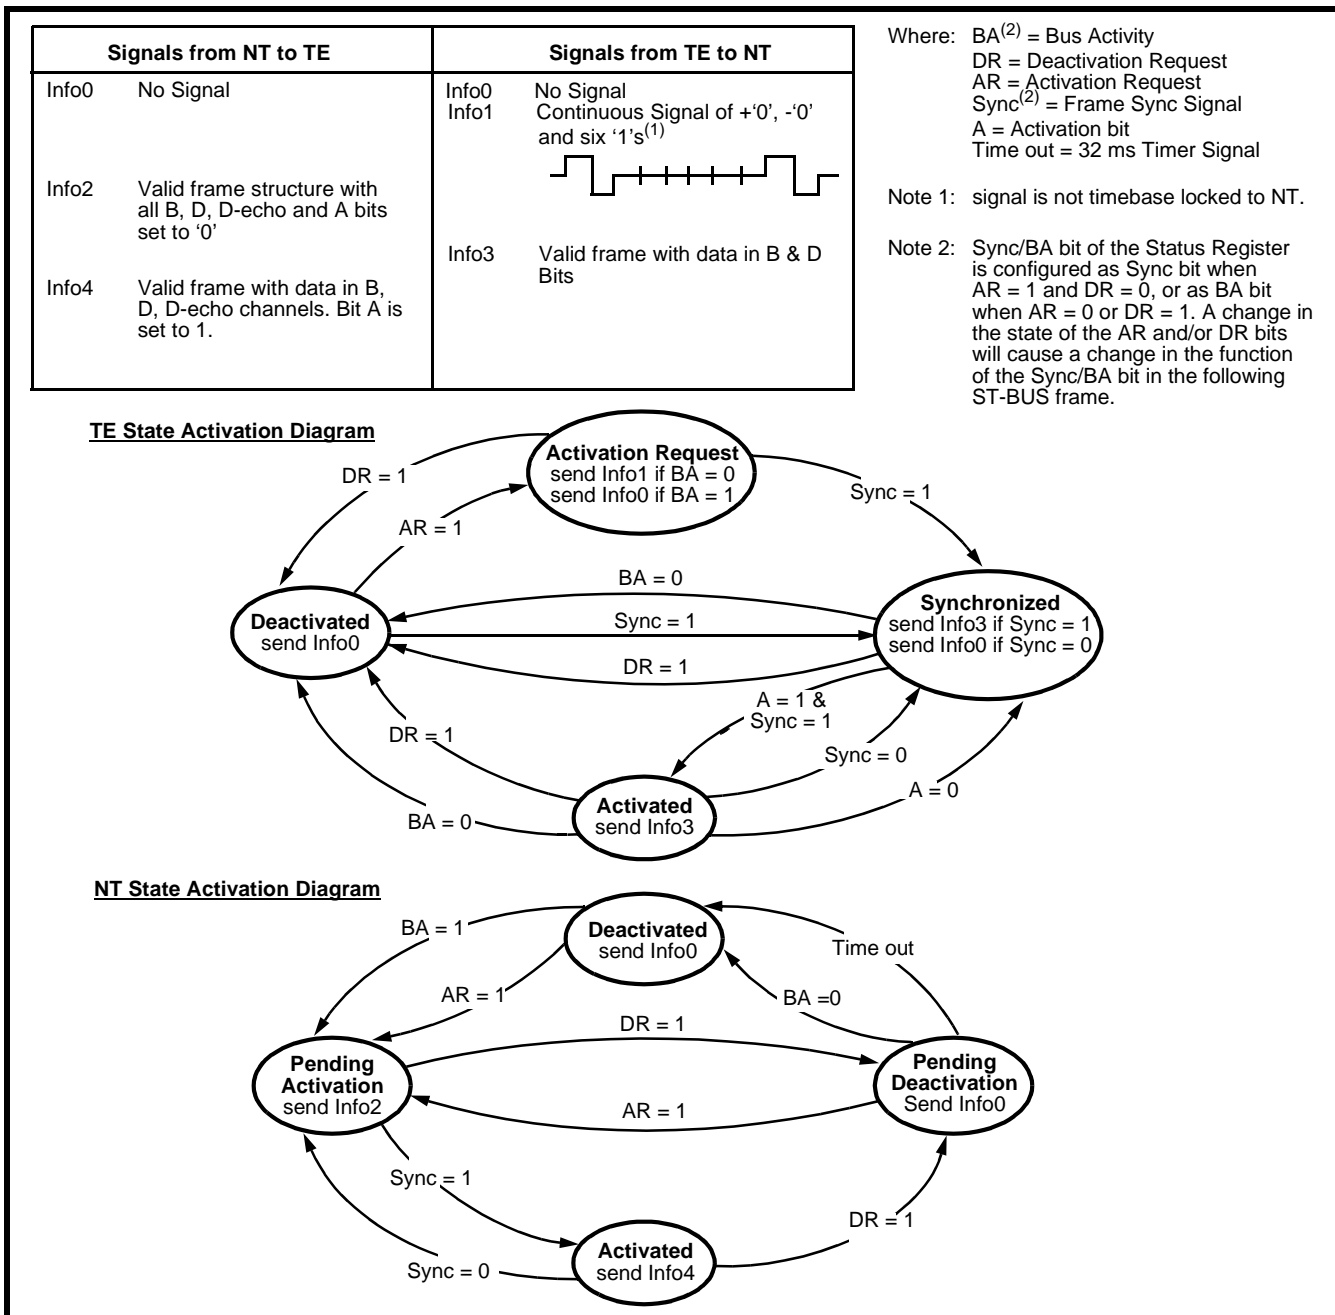 Signals from NT to TE
Info0 No Signal
Info2 Valid frame structure with
all B, D, D-echo and A bits
set to ‘0’
Info4 Valid frame with data in B,
D, D-echo channels. Bit A is
set to 1.
Signals from TE to NT
Info0 No Signal
Info1 Continuous Signal of +‘0’, -‘0’
and six ‘1’s(1)
Info3 Valid frame with data in B & D
Bits
Where: BA(2) = Bus Activity
DR = Deactivation Request
AR = Activation Request
Sync(2) = Frame Sync Signal
A = Activation bit
Time out = 32 ms Timer Signal
Note 1: signal is not timebase locked to NT.
Note 2: Sync/BA bit of the Status Register
is configured as Sync bit when
AR = 1 and DR = 0, or as BA bit
when AR = 0 or DR = 1. A change in
the state of the AR and/or DR bits
will cause a change in the function
of the Sync/BA bit in the following
ST-BUS frame.
TE State Activation Diagram
Activation Request
send Info1 if BA = 0
send Info0 if BA = 1
DR = 1
AR = 1
Sync = 1
BA = 0
Deactivated
send Info0
Sync = 1
Synchronized
send Info3 if Sync = 1
send Info0 if Sync = 0
DR = 1
A = 1 &
Sync = 1
DR = 1
Sync = 0
A = 0
BA = 0
Activated
send Info3
NT State Activation Diagram
BA = 1
Deactivated
send Info0
Time out
AR = 1
BA =0
DR = 1
Pending
Activation
send Info2
Pending
Deactivation
Send Info0
AR = 1
Sync = 1
DR = 1
Sync = 0
Activated
send Info4